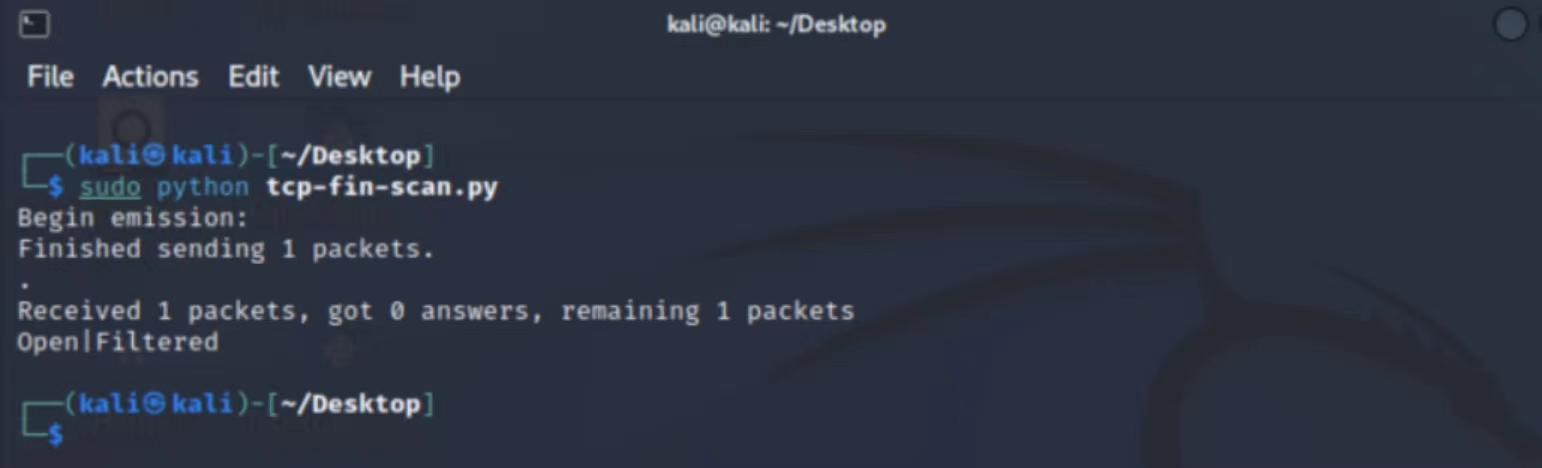 kali@kali: ~/Desktop
File Actions Edit View Help
┌──(kali㉿kali)-[~/Desktop]
└─$ sudo python tcp-fin-scan.py
Begin emission:
Finished sending 1 packets.
.
Received 1 packets, got 0 answers, remaining 1 packets
Open|Filtered
┌──(kali㉿kali)-[~/Desktop]
└─$